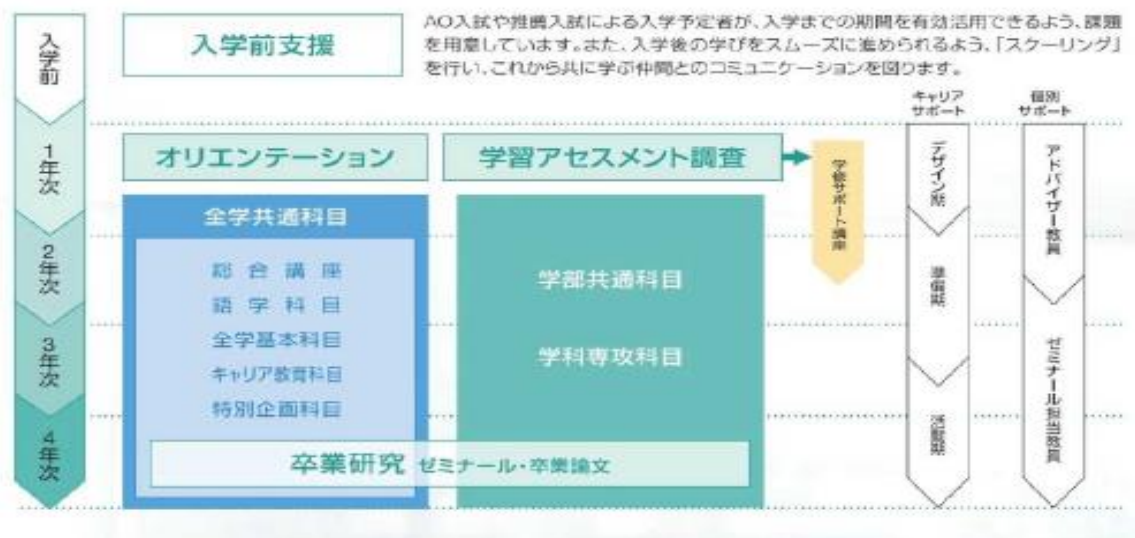 入学前
入学前支援
AO入試や推薦入試による入学予定者が、入学までの期間を有効活用できるよう、課題
を用意しています。また、入学後の学びをスムーズに進められるよう、「スクーリング」
を行い、これから共に学ぶ仲間とのコミュニケーションを図ります。
キャリア
サポート
個別
サポート
1年次
オリエンテーション
学習アセスメント調査
学修サポート講座
デザイン期
アドバイザー教員
全学共通科目
2年次
総合講座
語学科目
学部共通科目
準備期
3年次
全学基本科目
キャリア教育科目
学科専攻科目
特別企画科目
ゼミナール担当教員
4年次
活動期
卒業研究 ゼミナール・卒業論文